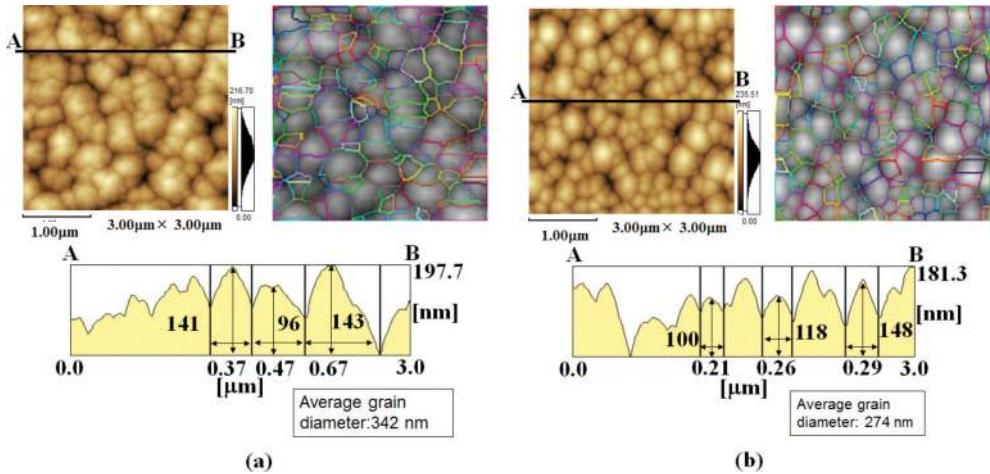 A
B
216.70
[nm]
0.00
1.00μm
3.00μm × 3.00μm
A
B
197.7
[nm]
141
96
143
0.0
0.37
0.47
0.67
3.0
[μm]
Average grain
diameter:342 nm
(a)
A
B
235.51
[nm]
0.00
1.00μm
3.00μm × 3.00μm
A
B
181.3
[nm]
100
118
148
0.0
0.21
0.26
0.29
3.0
[μm]
Average grain
diameter: 274 nm
(b)